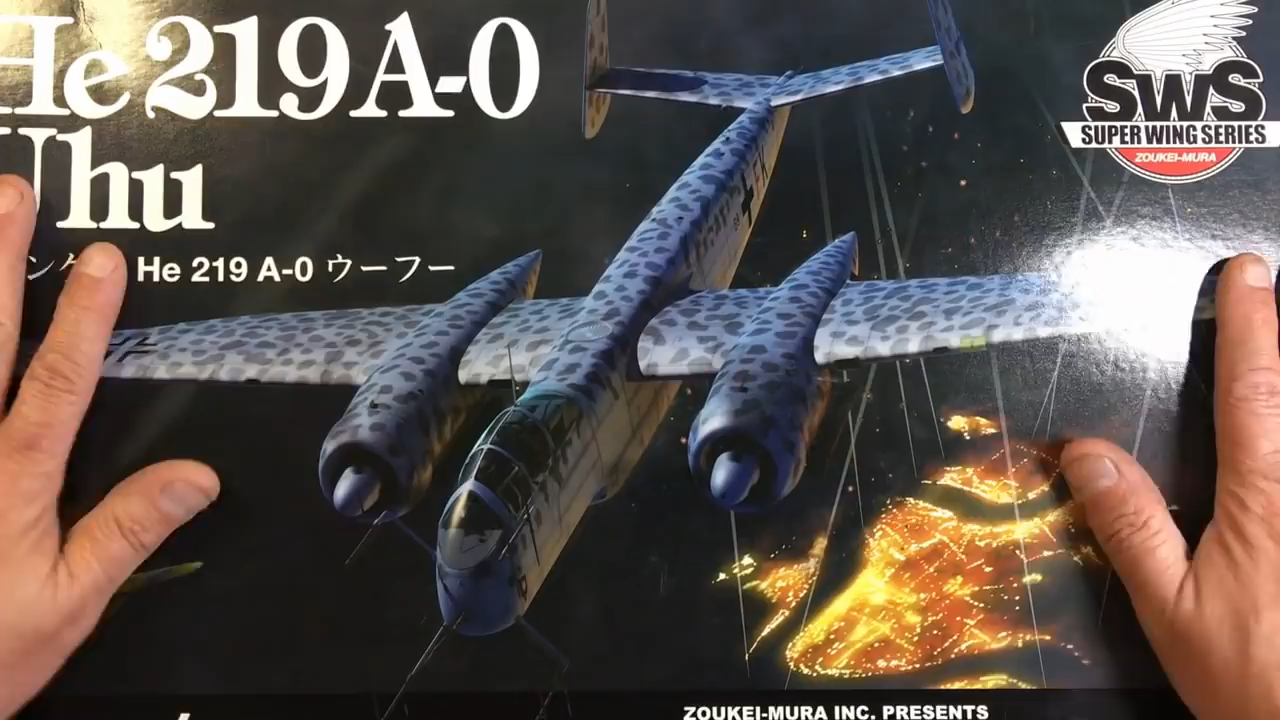 He 219 A-0
Uhu
He 219 A-0 ウーフー
SWS
SUPER WING SERIES
ZOUKEI-MURA
EK
ZOUKEI-MURA INC. PRESENTS